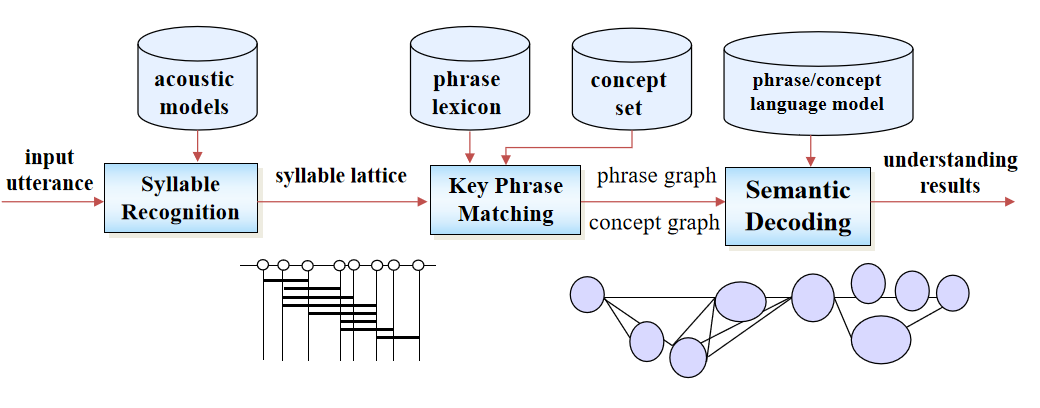 acoustic
models
phrase
lexicon
concept
set
phrase/concept
language model
input
utterance
Syllable
Recognition
syllable lattice
Key Phrase
Matching
phrase graph
concept graph
Semantic
Decoding
understanding
results